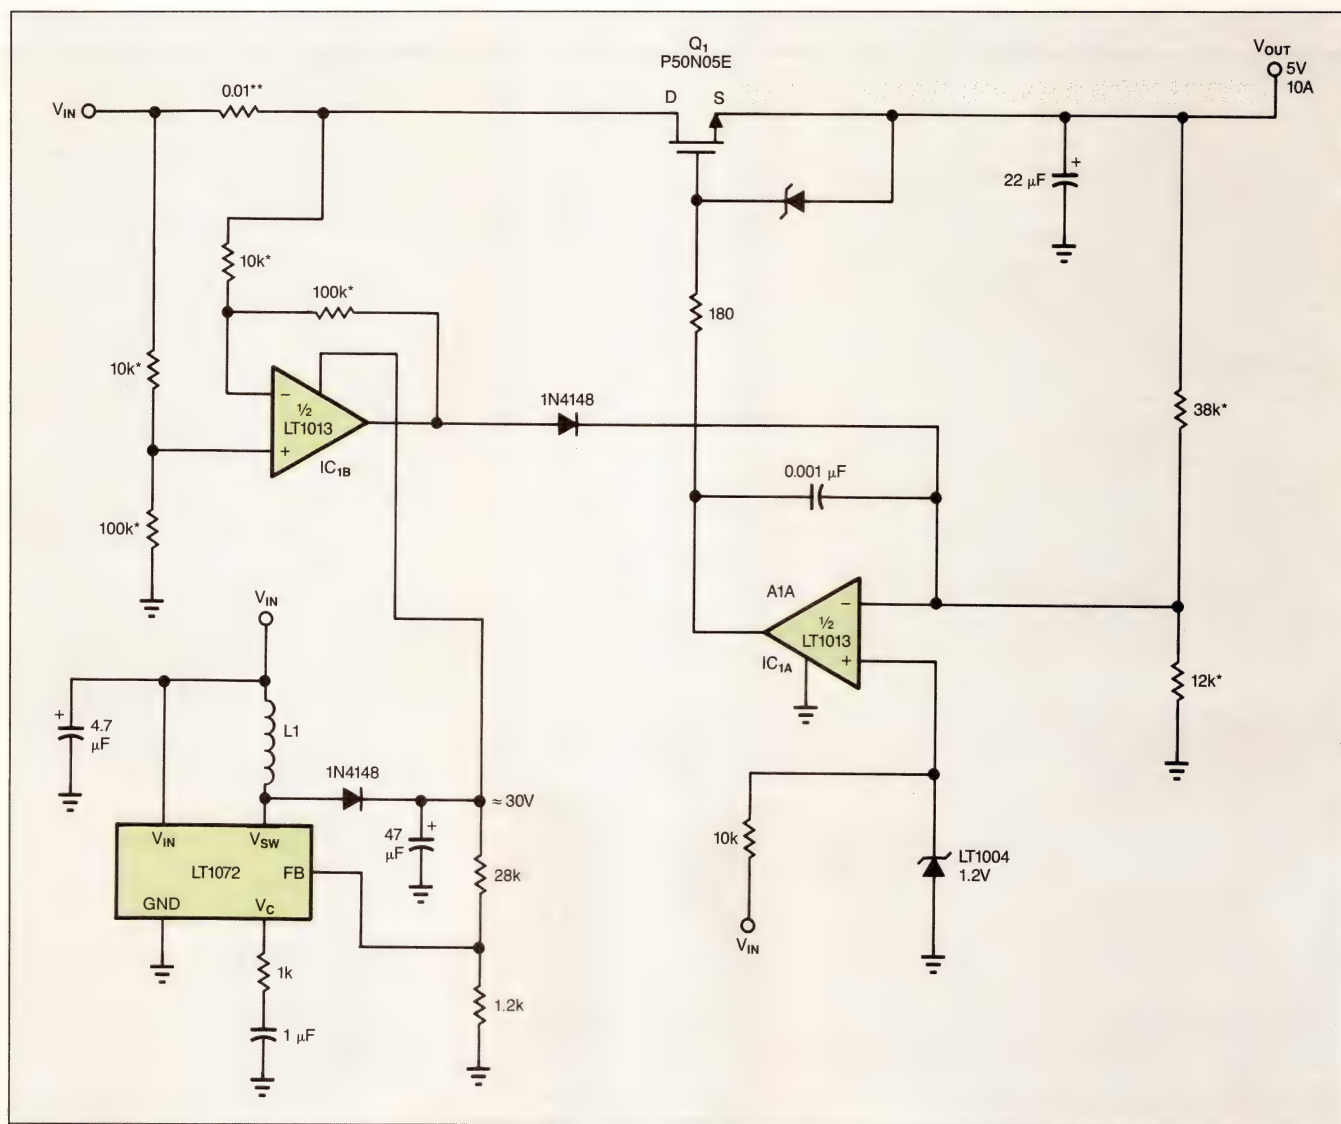 Q1
P50N05E
VOUT
5V
10A
0.01**
D S
VIN
22 µF
+
10k*
100k*
180
10k*
38k*
1N4148
−
½
LT1013
+
IC1B
0.001 µF
100k*
A1A
−
½
LT1013
IC1A
+
12k*
VIN
+
4.7
µF
L1
1N4148
≈ 30V
+
47
µF
10k
VIN
VSW
LT1072
FB
28k
LT1004
1.2V
GND
VC
VIN
1k
1.2k
1 µF